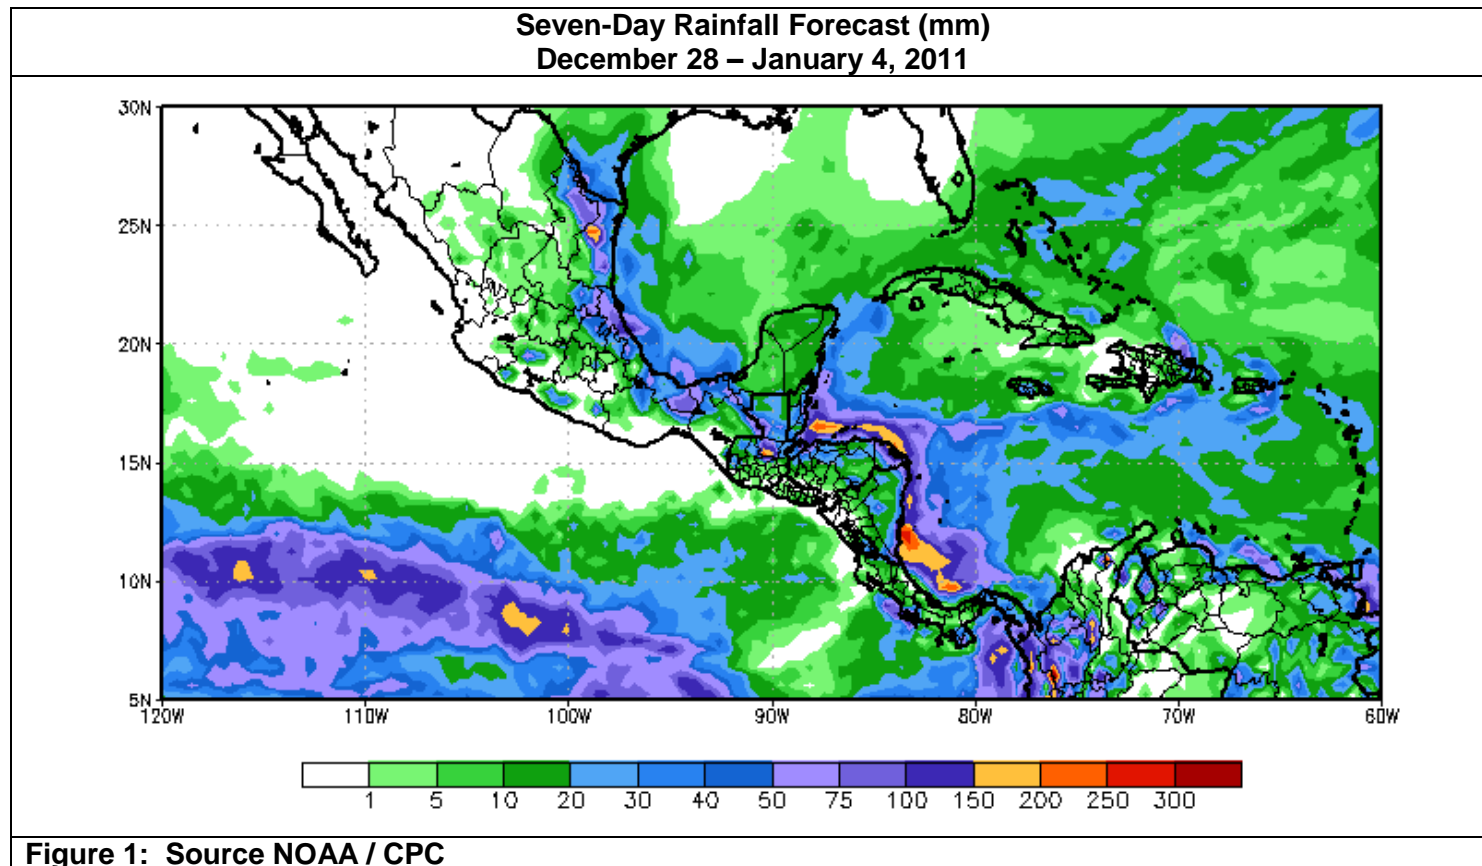 Seven-Day Rainfall Forecast (mm)
December 28 – January 4, 2011
30N
25N
20N
15N
10N
5N
120W 110W 100W 90W 80W 70W 60W
1 5 10 20 30 40 50 75 100 150 200 250 300
Figure 1: Source NOAA / CPC